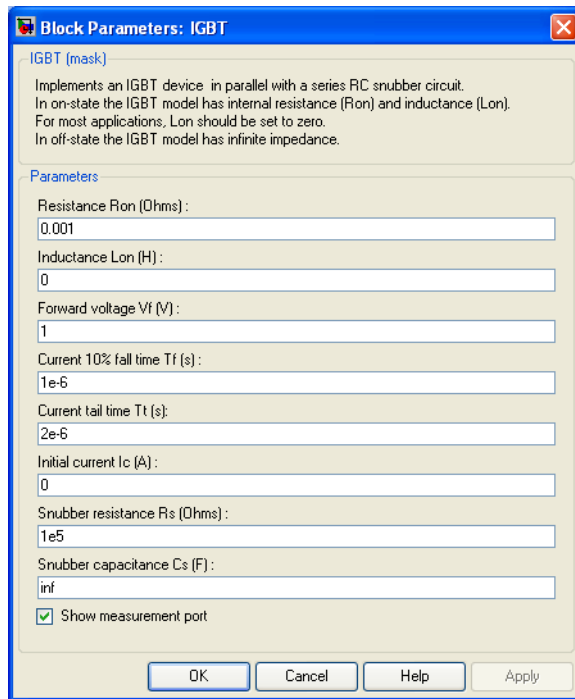 Block Parameters: IGBT
IGBT (mask)
Implements an IGBT device in parallel with a series RC snubber circuit.
In on-state the IGBT model has internal resistance (Ron) and inductance (Lon).
For most applications, Lon should be set to zero.
In off-state the IGBT model has infinite impedance.
Parameters
Resistance Ron (Ohms) :
0.001
Inductance Lon (H) :
0
Forward voltage Vf (V) :
1
Current 10% fall time Tf (s) :
1e-6
Current tail time Tt (s):
2e-6
Initial current Ic (A) :
0
Snubber resistance Rs (Ohms) :
1e5
Snubber capacitance Cs (F) :
inf
Show measurement port
OK Cancel Help Apply